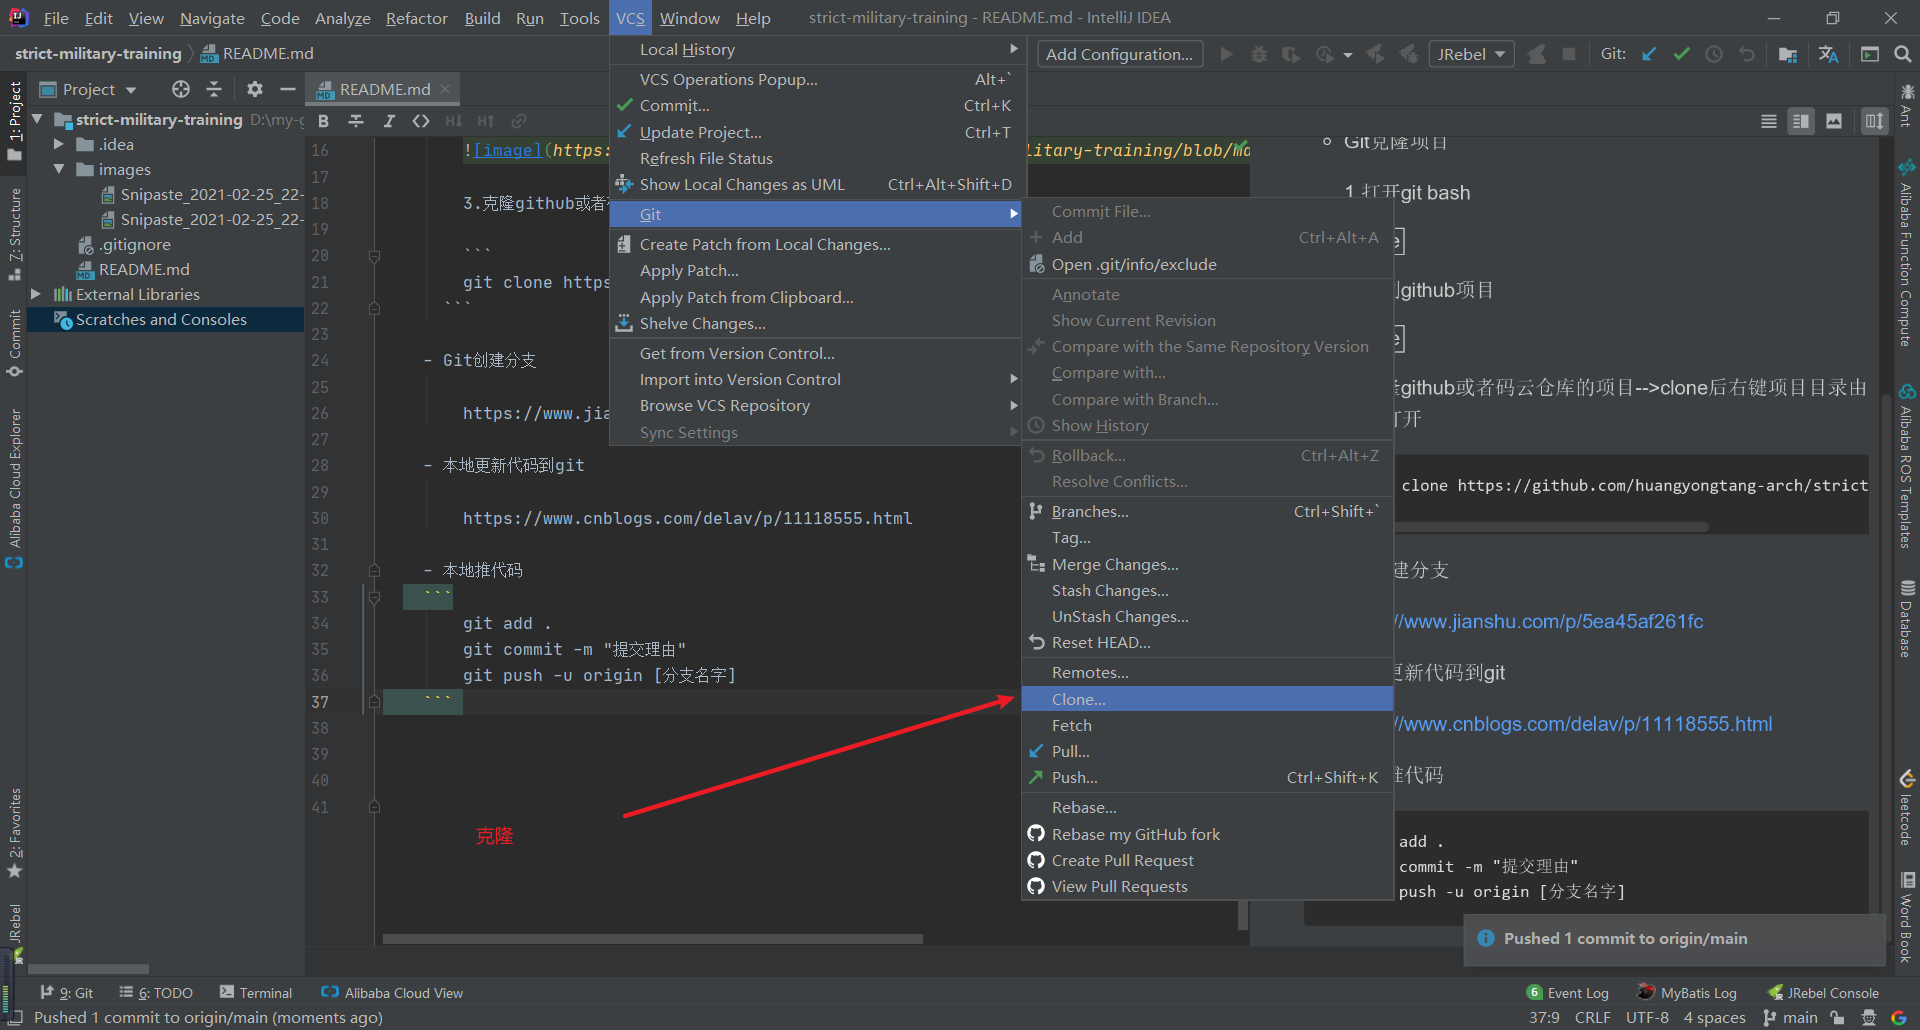 File Edit View Navigate Code Analyze Refactor Build Run Tools VCS Window Help strict-military-training - README.md - IntelliJ IDEA
strict-military-training README.md
Add Configuration... JRebel Git:
Project
README.md
strict-military-training D:\my-g
.idea
images
Snipaste_2021-02-25_22-
Snipaste_2021-02-25_22-
.gitignore
README.md
External Libraries
Scratches and Consoles
1: Project
7: Structure
Commit
Alibaba Cloud Explorer
2: Favorites
JRebel
B I <> H↓ H↑
16 ![image](https: litary-training/blob/ma
17
18 3.克隆github或者
19
20 ```
21 git clone https
22 ```
23
24 - Git创建分支
25
26 https://www.jia
27
28 - 本地更新代码到git
29
30 https://www.cnblogs.com/delav/p/11118555.html
31
32 - 本地推代码
33 ```
34 git add .
35 git commit -m "提交理由"
36 git push -u origin [分支名字]
37 ```
38
39
40
41
克隆
Local History
VCS Operations Popup... Alt+`
Commit... Ctrl+K
Update Project... Ctrl+T
Refresh File Status
Show Local Changes as UML Ctrl+Alt+Shift+D
Git
Create Patch from Local Changes...
Apply Patch...
Apply Patch from Clipboard...
Shelve Changes...
Get from Version Control...
Import into Version Control
Browse VCS Repository
Sync Settings
Commit File...
Add Ctrl+Alt+A
Open .git/info/exclude
Annotate
Show Current Revision
Compare with the Same Repository Version
Compare with...
Compare with Branch...
Show History
Rollback... Ctrl+Alt+Z
Resolve Conflicts...
Branches... Ctrl+Shift+`
Tag...
Merge Changes...
Stash Changes...
UnStash Changes...
Reset HEAD...
Remotes...
Clone...
Fetch
Pull...
Push... Ctrl+Shift+K
Rebase...
Rebase my GitHub fork
Create Pull Request
View Pull Requests
Git克隆项目
1.打开git bash
e]
github项目
e]
github或者码云仓库的项目-->clone后右键项目目录由
打开
clone https://github.com/huangyongtang-arch/strict
建分支
//www.jianshu.com/p/5ea45af261fc
更新代码到git
//www.cnblogs.com/delav/p/11118555.html
推代码
add .
commit -m "提交理由"
push -u origin [分支名字]
Pushed 1 commit to origin/main
Ant
Alibaba Function Compute
Alibaba ROS Templates
Database
leetcode
Word Book
9: Git 6: TODO Terminal Alibaba Cloud View 6 Event Log MyBatis Log JRebel Console
Pushed 1 commit to origin/main (moments ago) 37:9 CRLF UTF-8 4 spaces main